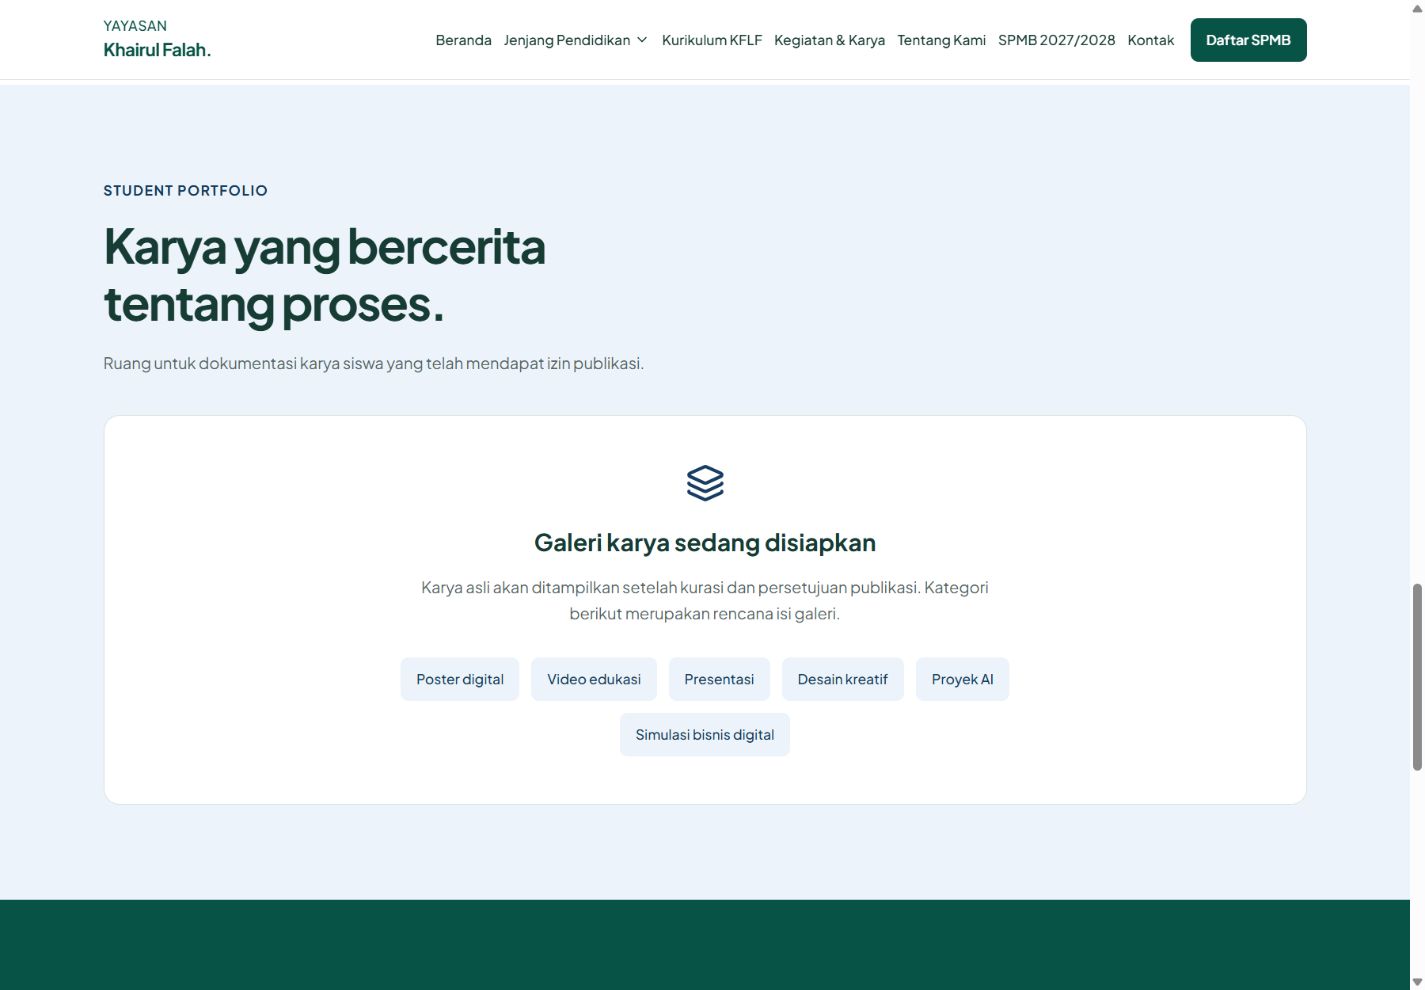 YAYASAN
Khairul Falah.
Beranda
Jenjang Pendidikan
Kurikulum KFLF
Kegiatan & Karya
Tentang Kami
SPMB 2027/2028
Kontak
Daftar SPMB
STUDENT PORTFOLIO
Karya yang bercerita
tentang proses.
Ruang untuk dokumentasi karya siswa yang telah mendapat izin publikasi.
Galeri karya sedang disiapkan
Karya asli akan ditampilkan setelah kurasi dan persetujuan publikasi. Kategori
berikut merupakan rencana isi galeri.
Poster digital
Video edukasi
Presentasi
Desain kreatif
Proyek AI
Simulasi bisnis digital